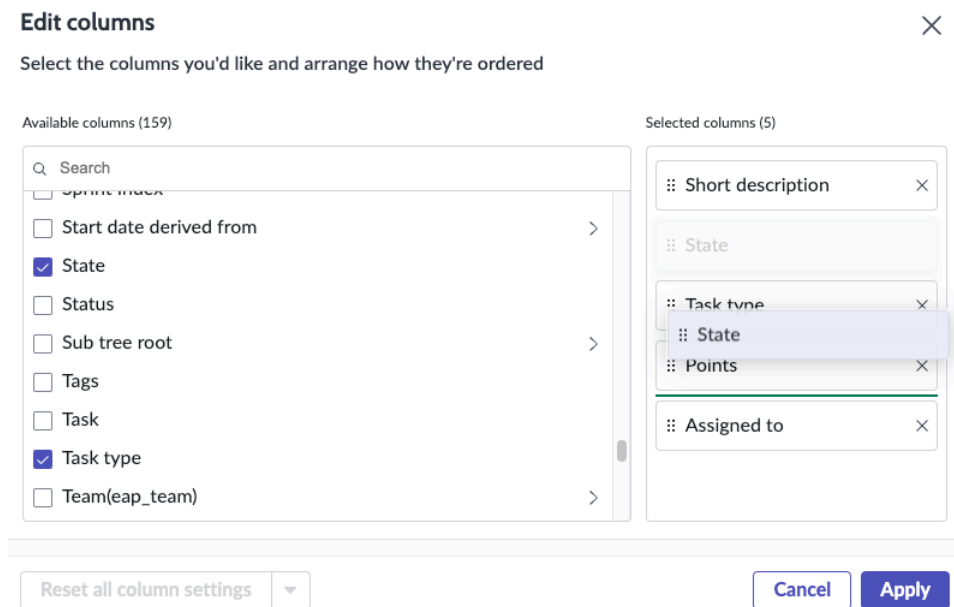 Edit columns
Select the columns you'd like and arrange how they're ordered
Available columns (159)
Search
Sprint Index
Start date derived from
State
Status
Sub tree root
Tags
Task
Task type
Team(eap_team)
Selected columns (5)
Short description
State
Task type
State
Points
Assigned to
Reset all column settings
Cancel
Apply